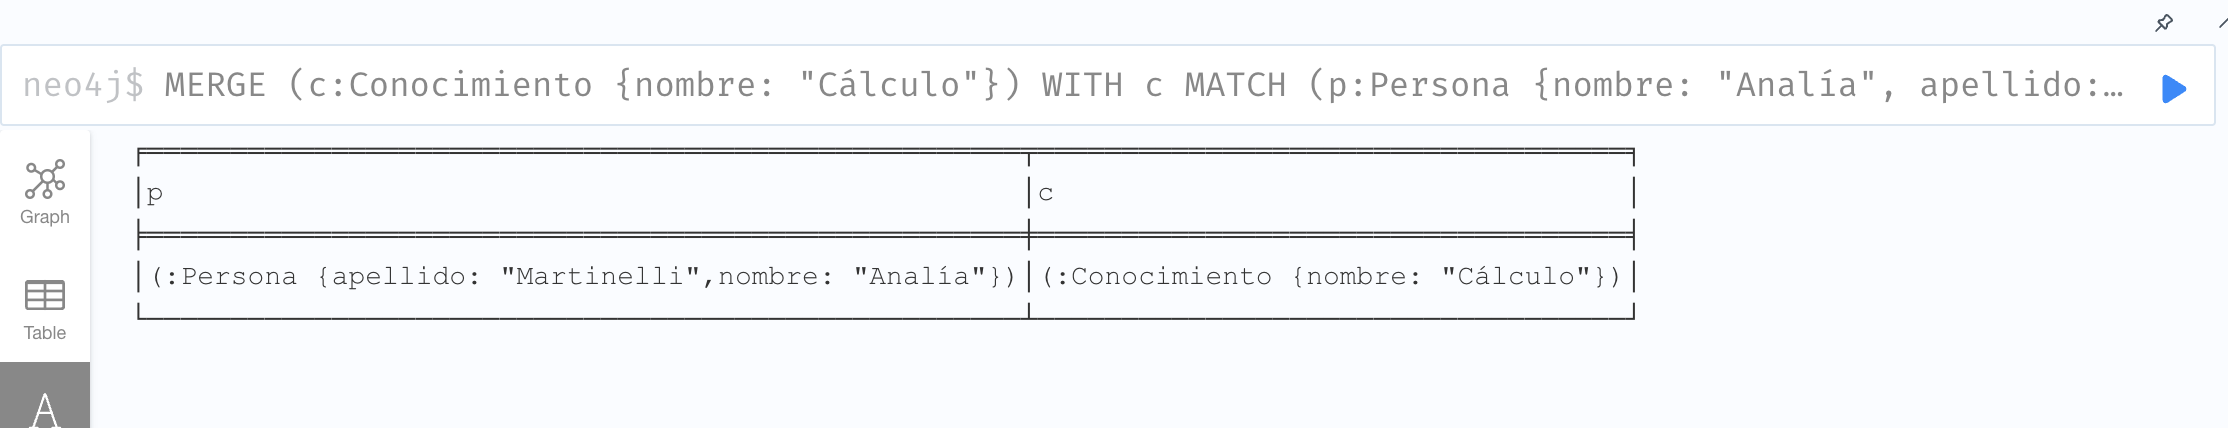 neo4j$ MERGE (c:Conocimiento {nombre: "Cálculo"}) WITH c MATCH (p:Persona {nombre: "Analía", apellido:…
p c
(:Persona {apellido: "Martinelli",nombre: "Analía"}) (:Conocimiento {nombre: "Cálculo"})
Graph
Table
A